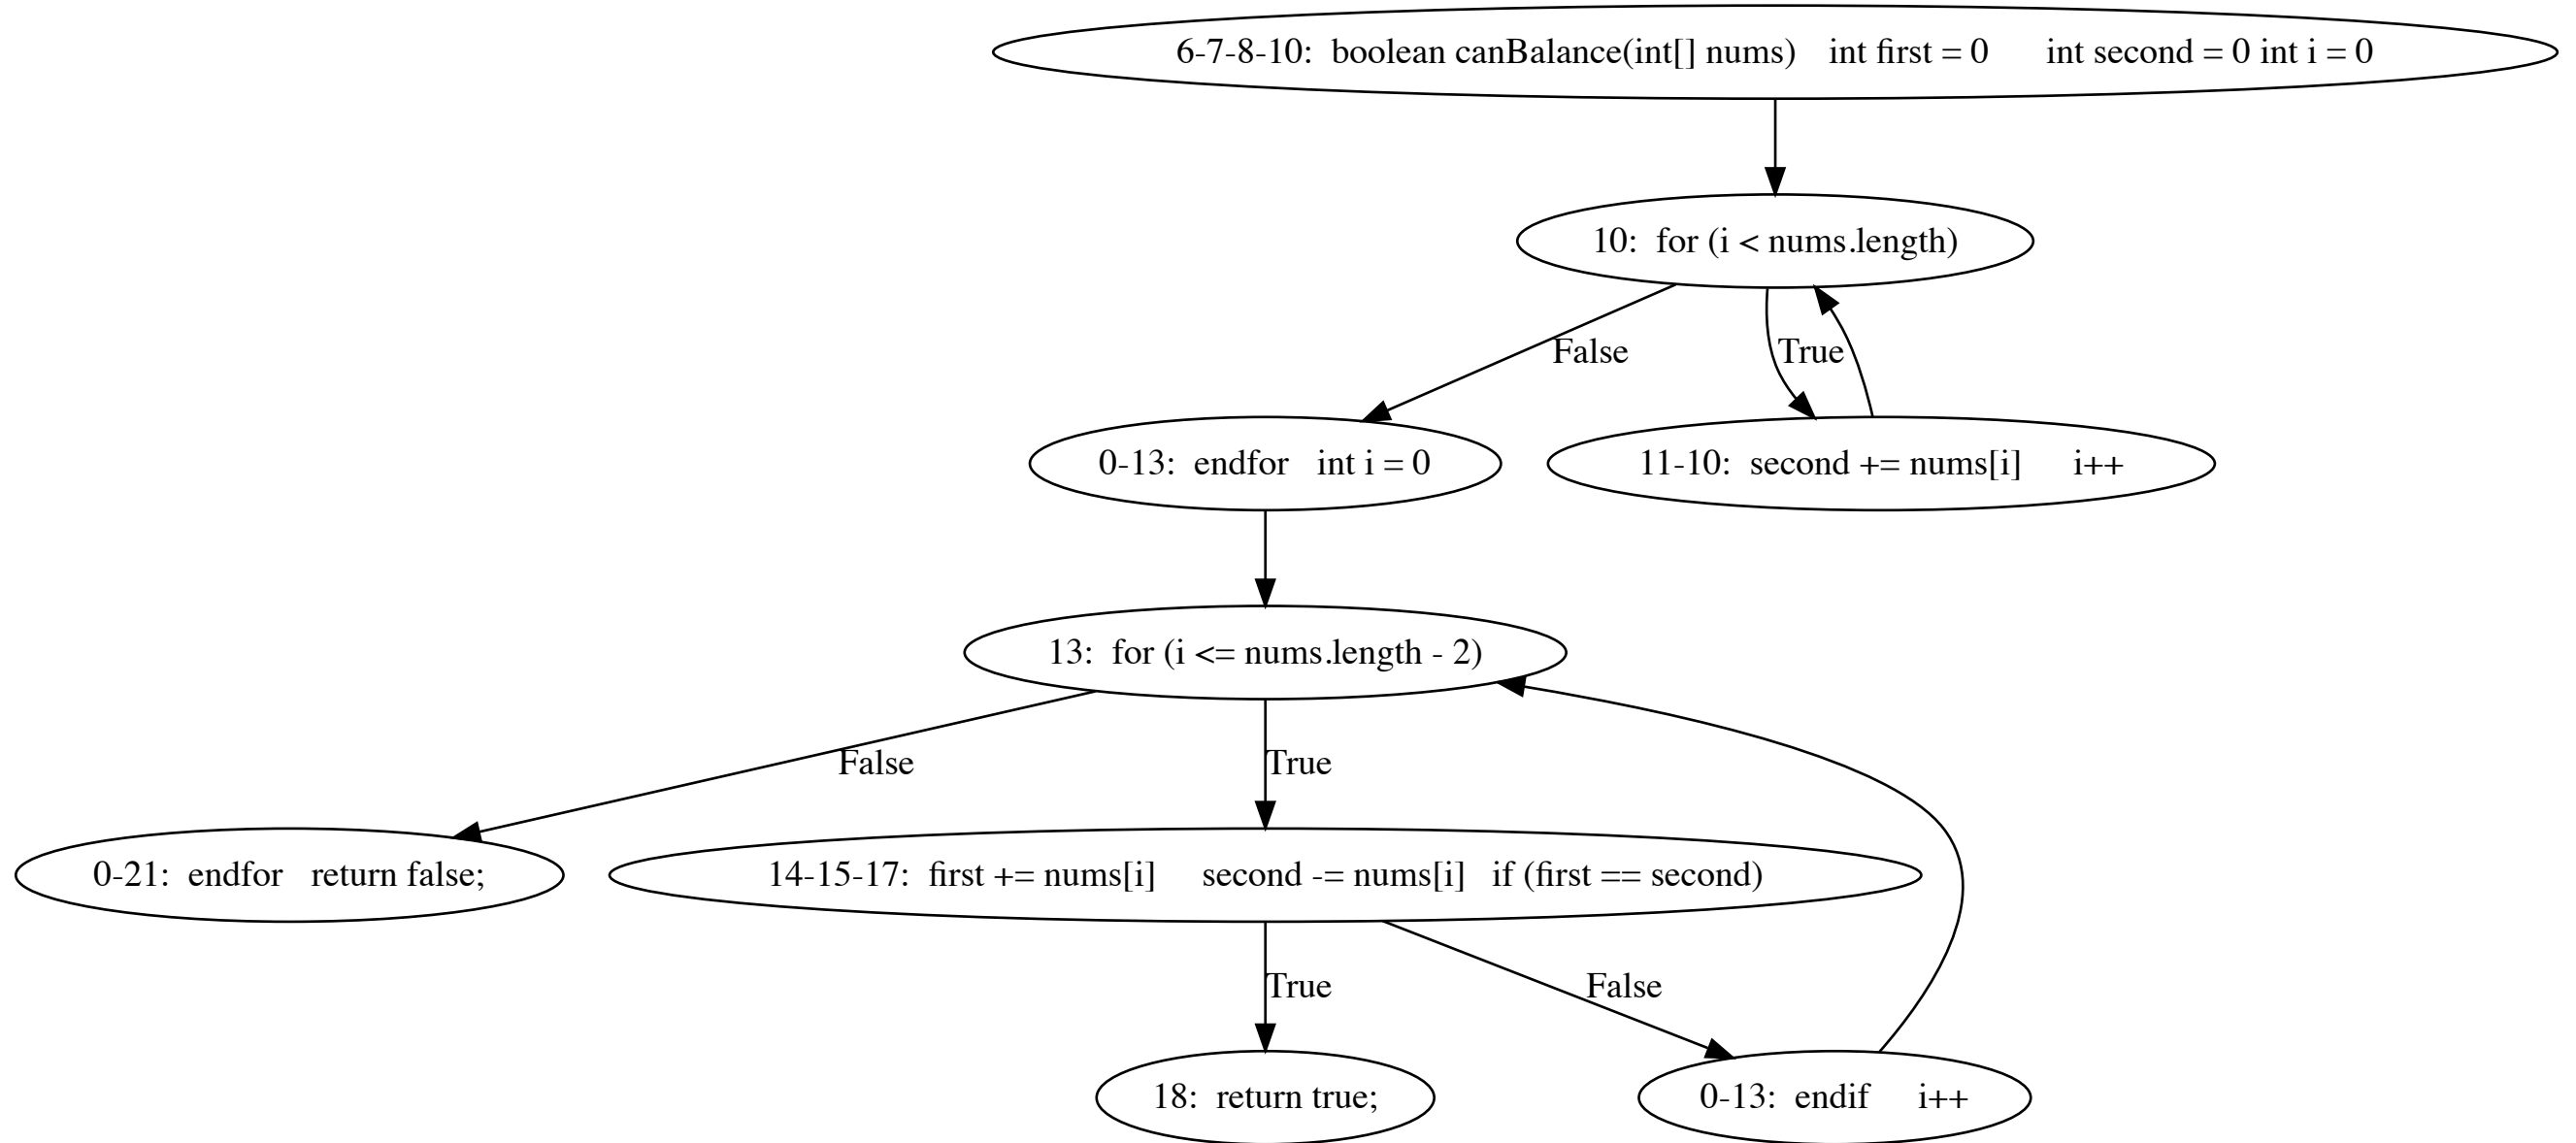 6-7-8-10:  boolean canBalance(int[] nums)   int first = 0      int second = 0 int i = 0
10:  for (i < nums.length)
False
True
0-13:  endfor   int i = 0
11-10:  second += nums[i]     i++
13:  for (i <= nums.length - 2)
False
True
0-21:  endfor   return false;
14-15-17:  first += nums[i]     second -= nums[i]   if (first == second)
True
False
18:  return true;
0-13:  endif     i++